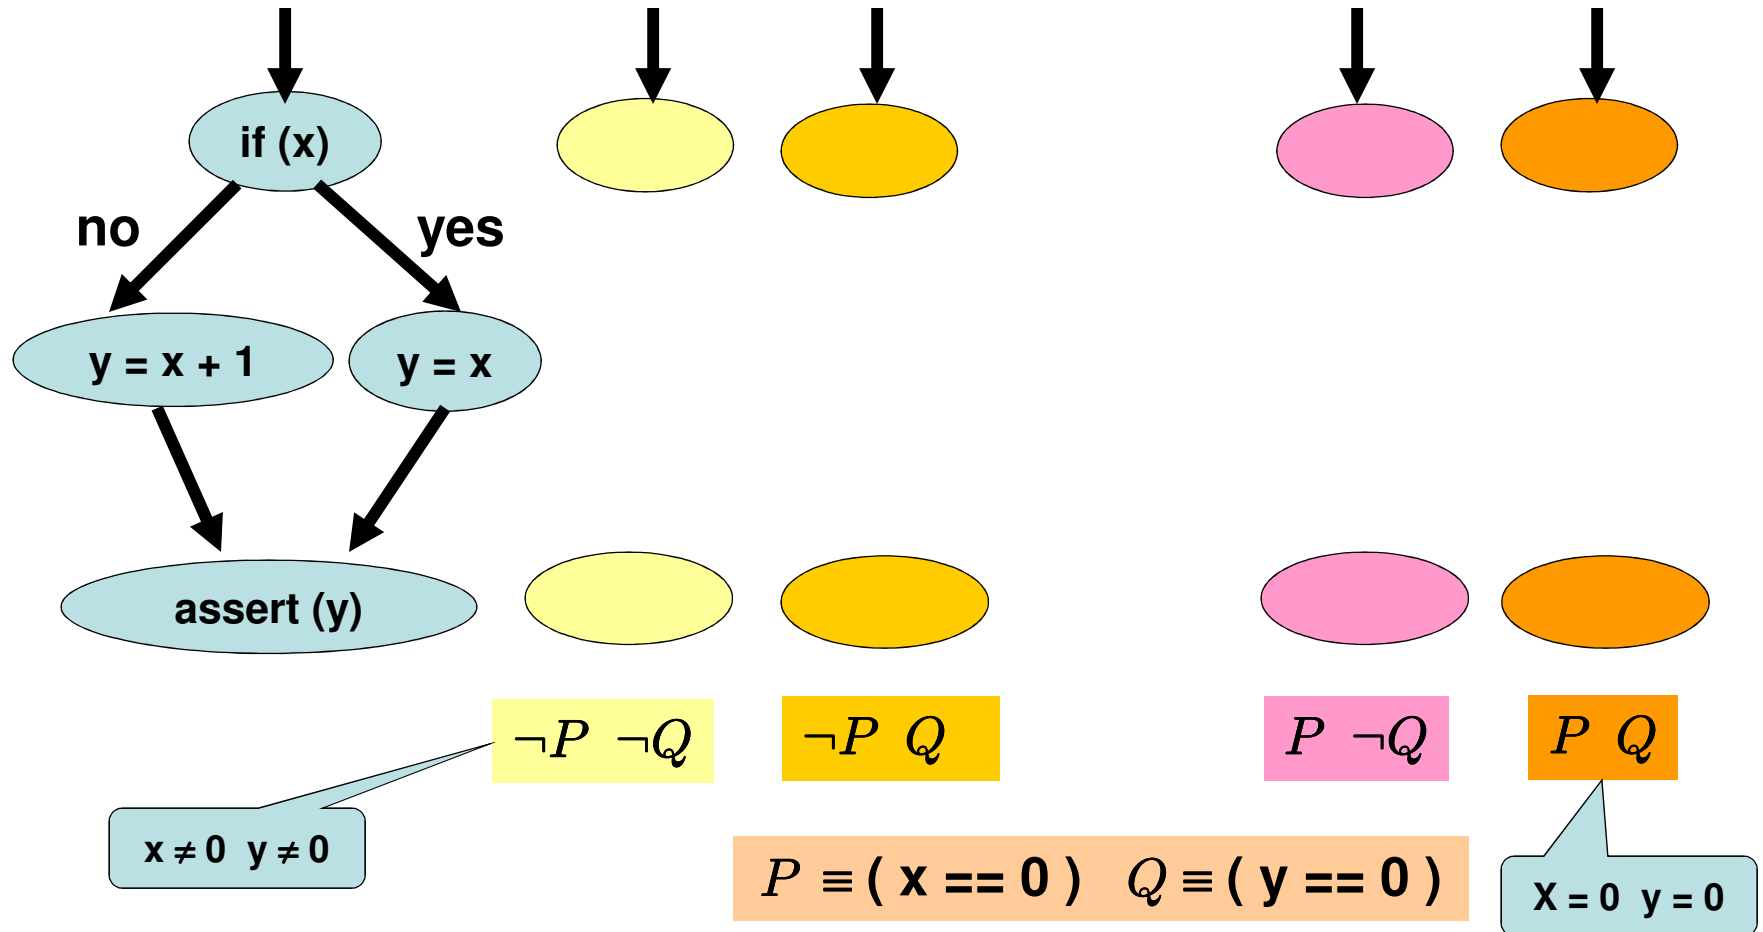 if (x)
no
yes
y = x + 1
y = x
assert (y)
¬P ¬Q
¬P Q
P ¬Q
P Q
x ≠ 0 y ≠ 0
P ≡ ( x == 0 ) Q ≡ ( y == 0 )
X = 0 y = 0